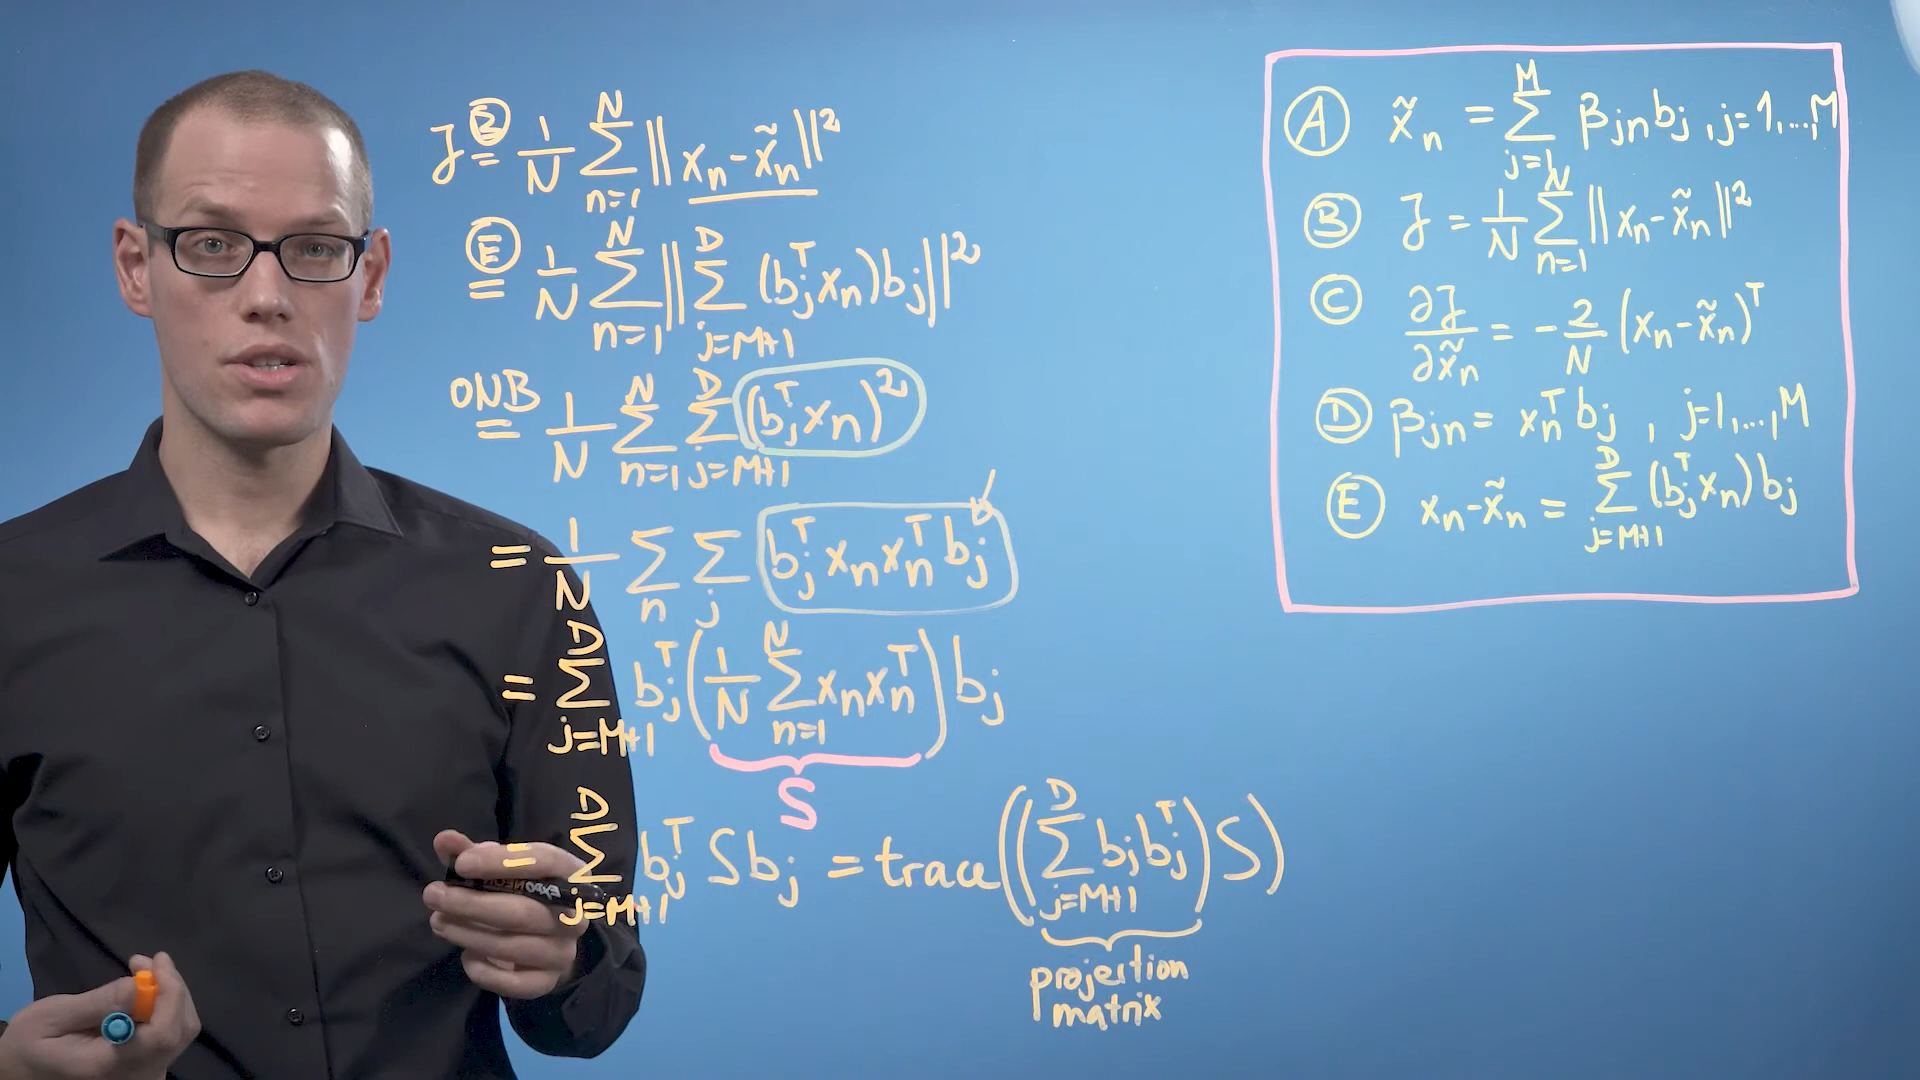 J =(B) 1/N Σ_{n=1}^{N} ||x_n - x̃_n||²
=(E) 1/N Σ_{n=1}^{N} ||Σ_{j=M+1}^{D} (b_j^T x_n) b_j||²
ONB = 1/N Σ_{n=1}^{N} Σ_{j=M+1}^{D} (b_j^T x_n)²
= 1/N Σ_n Σ_j b_j^T x_n x_n^T b_j
= Σ_{j=M+1}^{D} b_j^T (1/N Σ_{n=1}^{N} x_n x_n^T) b_j
S
= Σ_{j=M+1}^{D} b_j^T S b_j = trace((Σ_{j=M+1}^{D} b_j b_j^T) S)
projection
matrix
(A) x̃_n = Σ_{j=1}^{M} β_{jn} b_j, j=1,...,M
(B) J = 1/N Σ_{n=1}^{N} ||x_n - x̃_n||²
(C) ∂J/∂x̃_n = -2/N (x_n - x̃_n)^T
(D) β_{jn} = x_n^T b_j, j=1,...,M
(E) x_n - x̃_n = Σ_{j=M+1}^{D} (b_j^T x_n) b_j